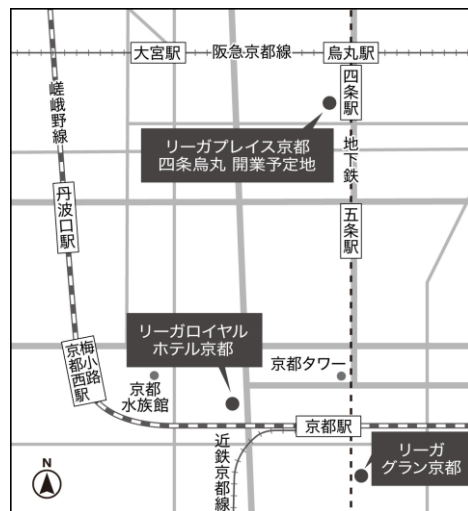 大宮駅
阪急京都線
烏丸駅
四条駅
嵯峨野線
リーガプレイス京都
四条烏丸 開業予定地
地下鉄
丹波口駅
五条駅
リーガロイヤル
ホテル京都
梅小路
京都西駅
京都タワー
京都
水族館
京都駅
近鉄京都線
リーガ
グラン京都
N